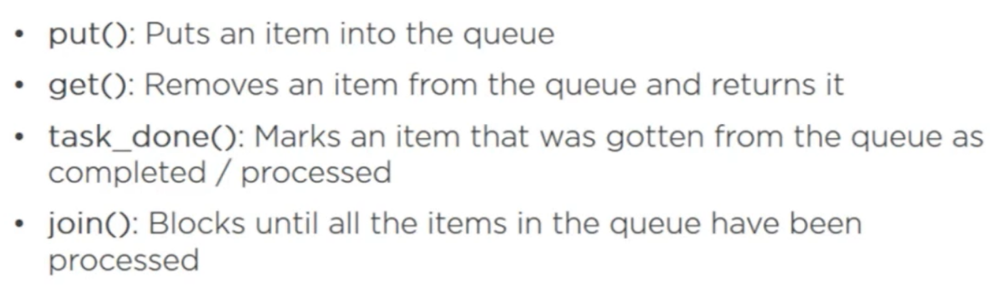 • put(): Puts an item into the queue
• get(): Removes an item from the queue and returns it
• task_done(): Marks an item that was gotten from the queue as
completed / processed
• join(): Blocks until all the items in the queue have been
processed